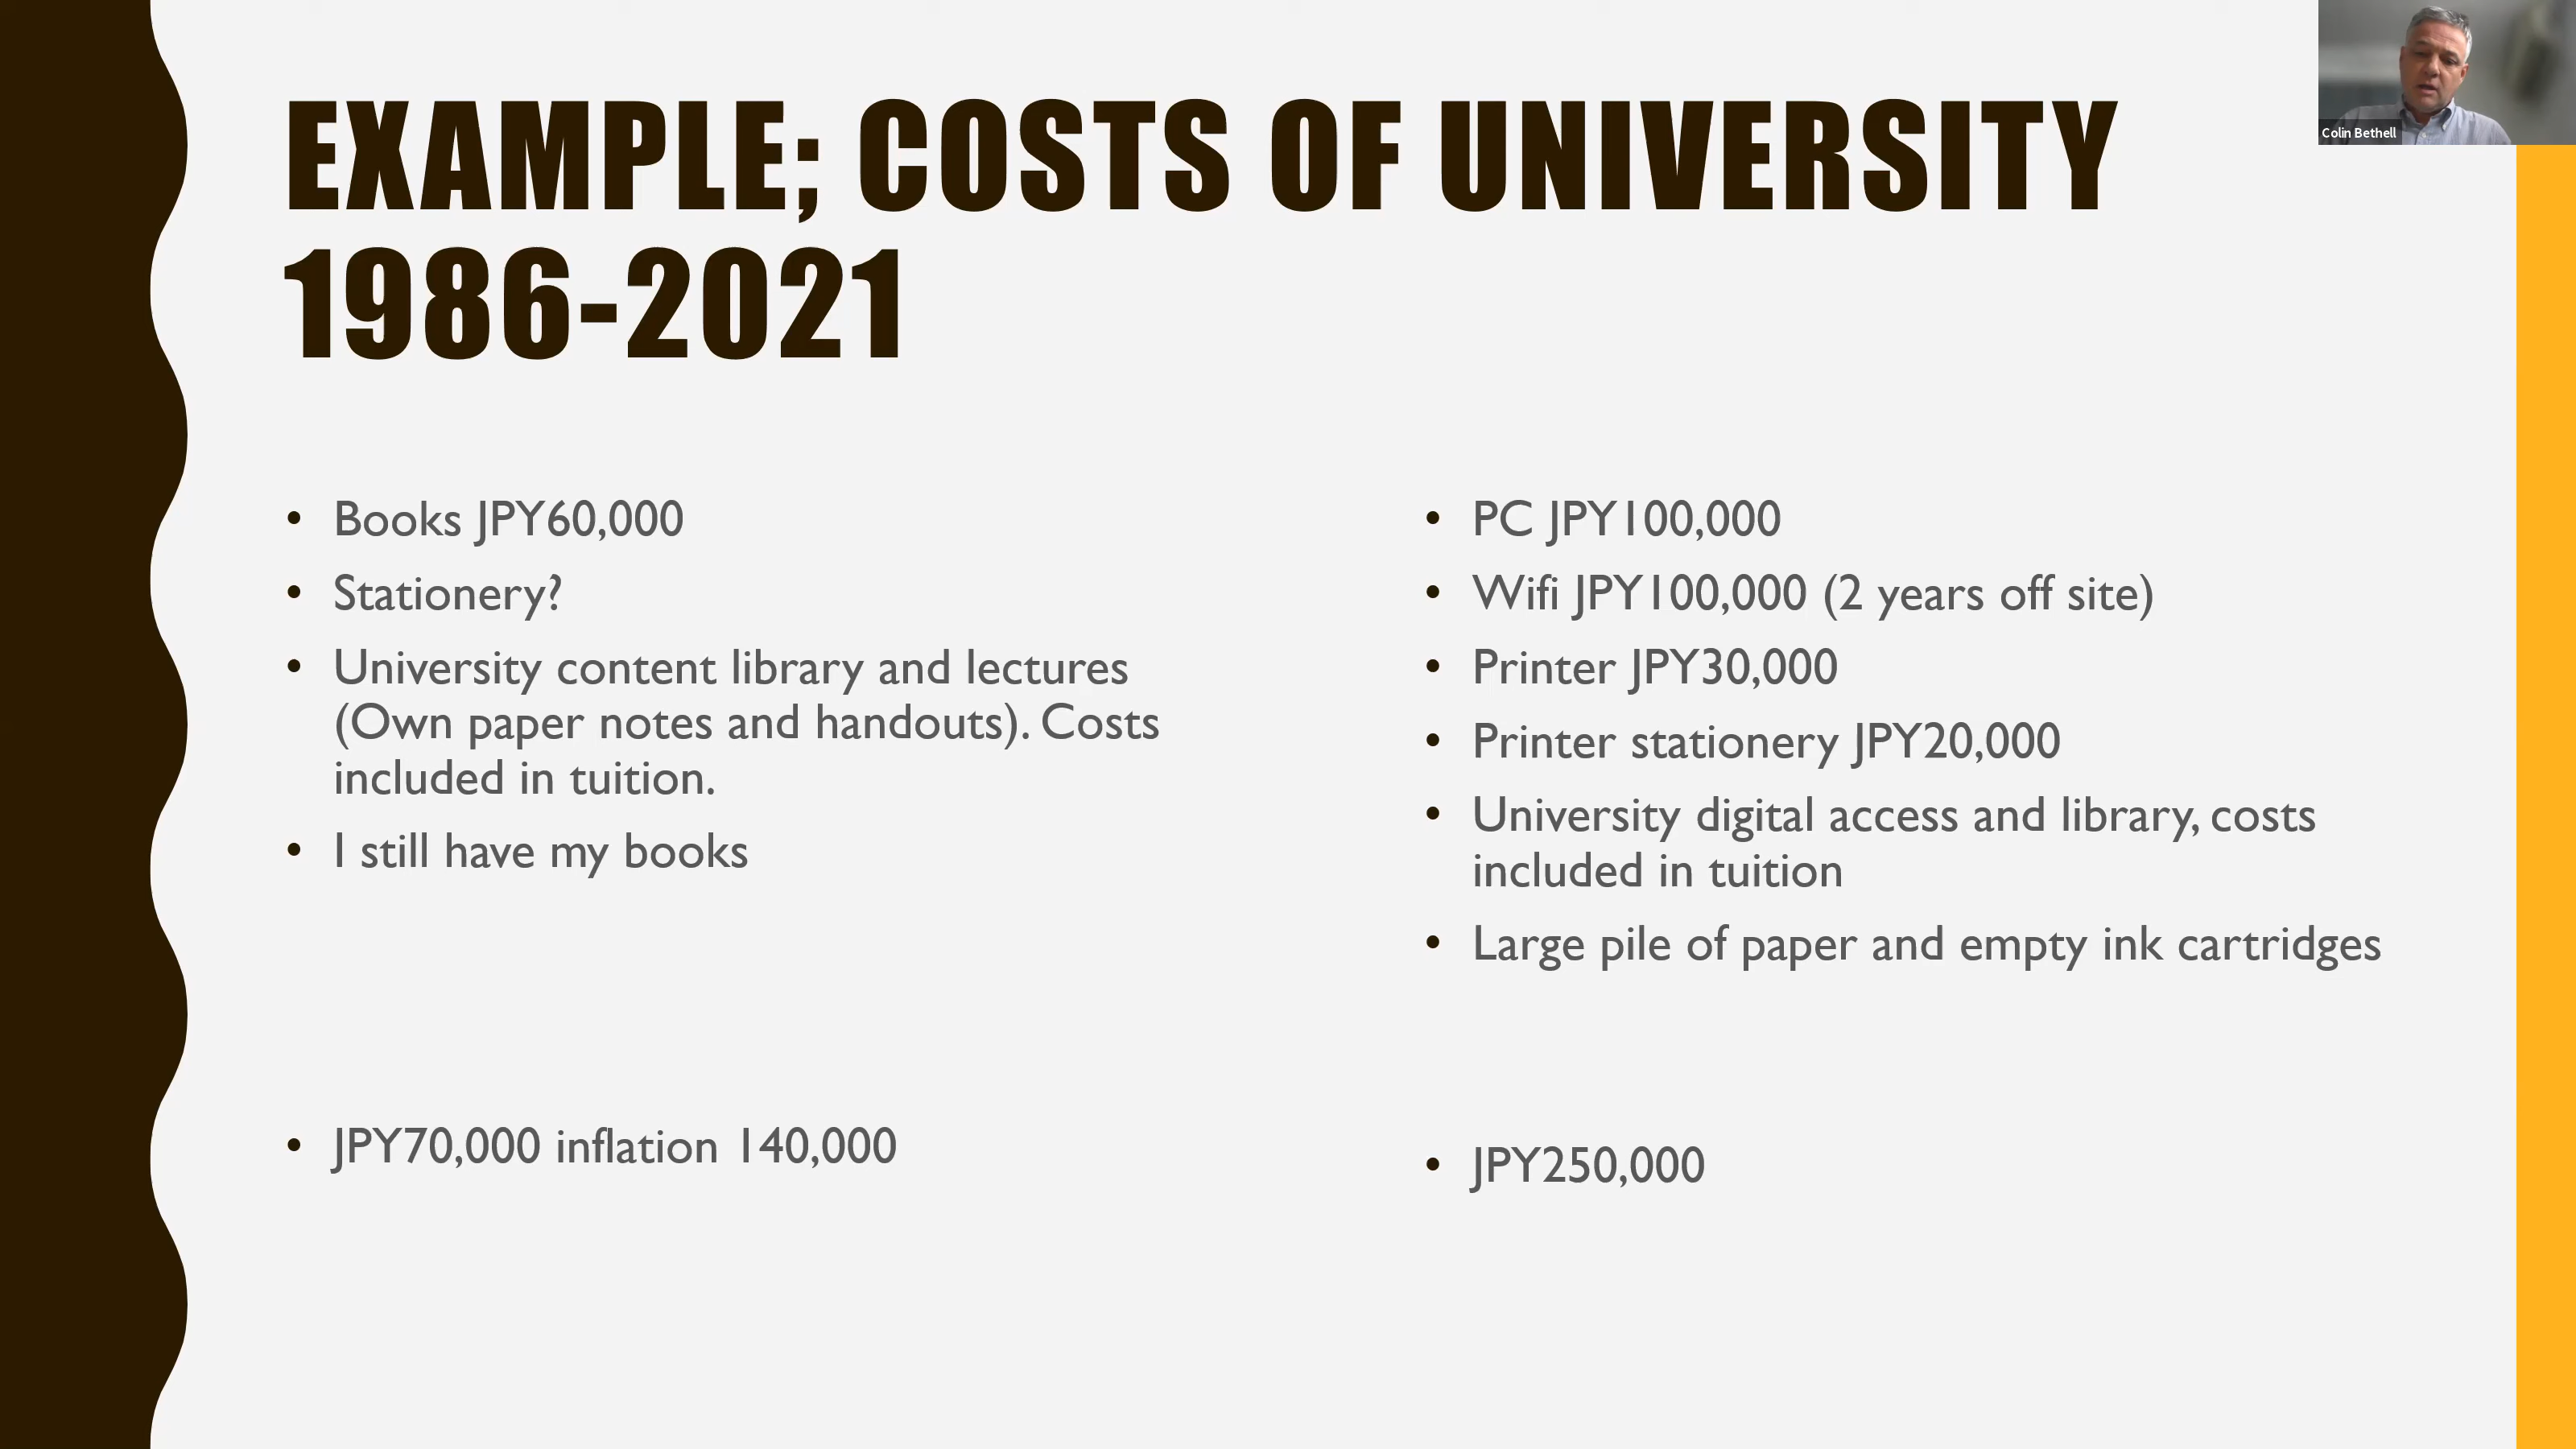 EXAMPLE; COSTS OF UNIVERSITY
1986-2021
Colin Bethell
• Books JPY60,000
• Stationery?
• University content library and lectures
(Own paper notes and handouts). Costs
included in tuition.
• I still have my books
• JPY70,000 inflation 140,000
• PC JPY100,000
• Wifi JPY100,000 (2 years off site)
• Printer JPY30,000
• Printer stationery JPY20,000
• University digital access and library, costs
included in tuition
• Large pile of paper and empty ink cartridges
• JPY250,000